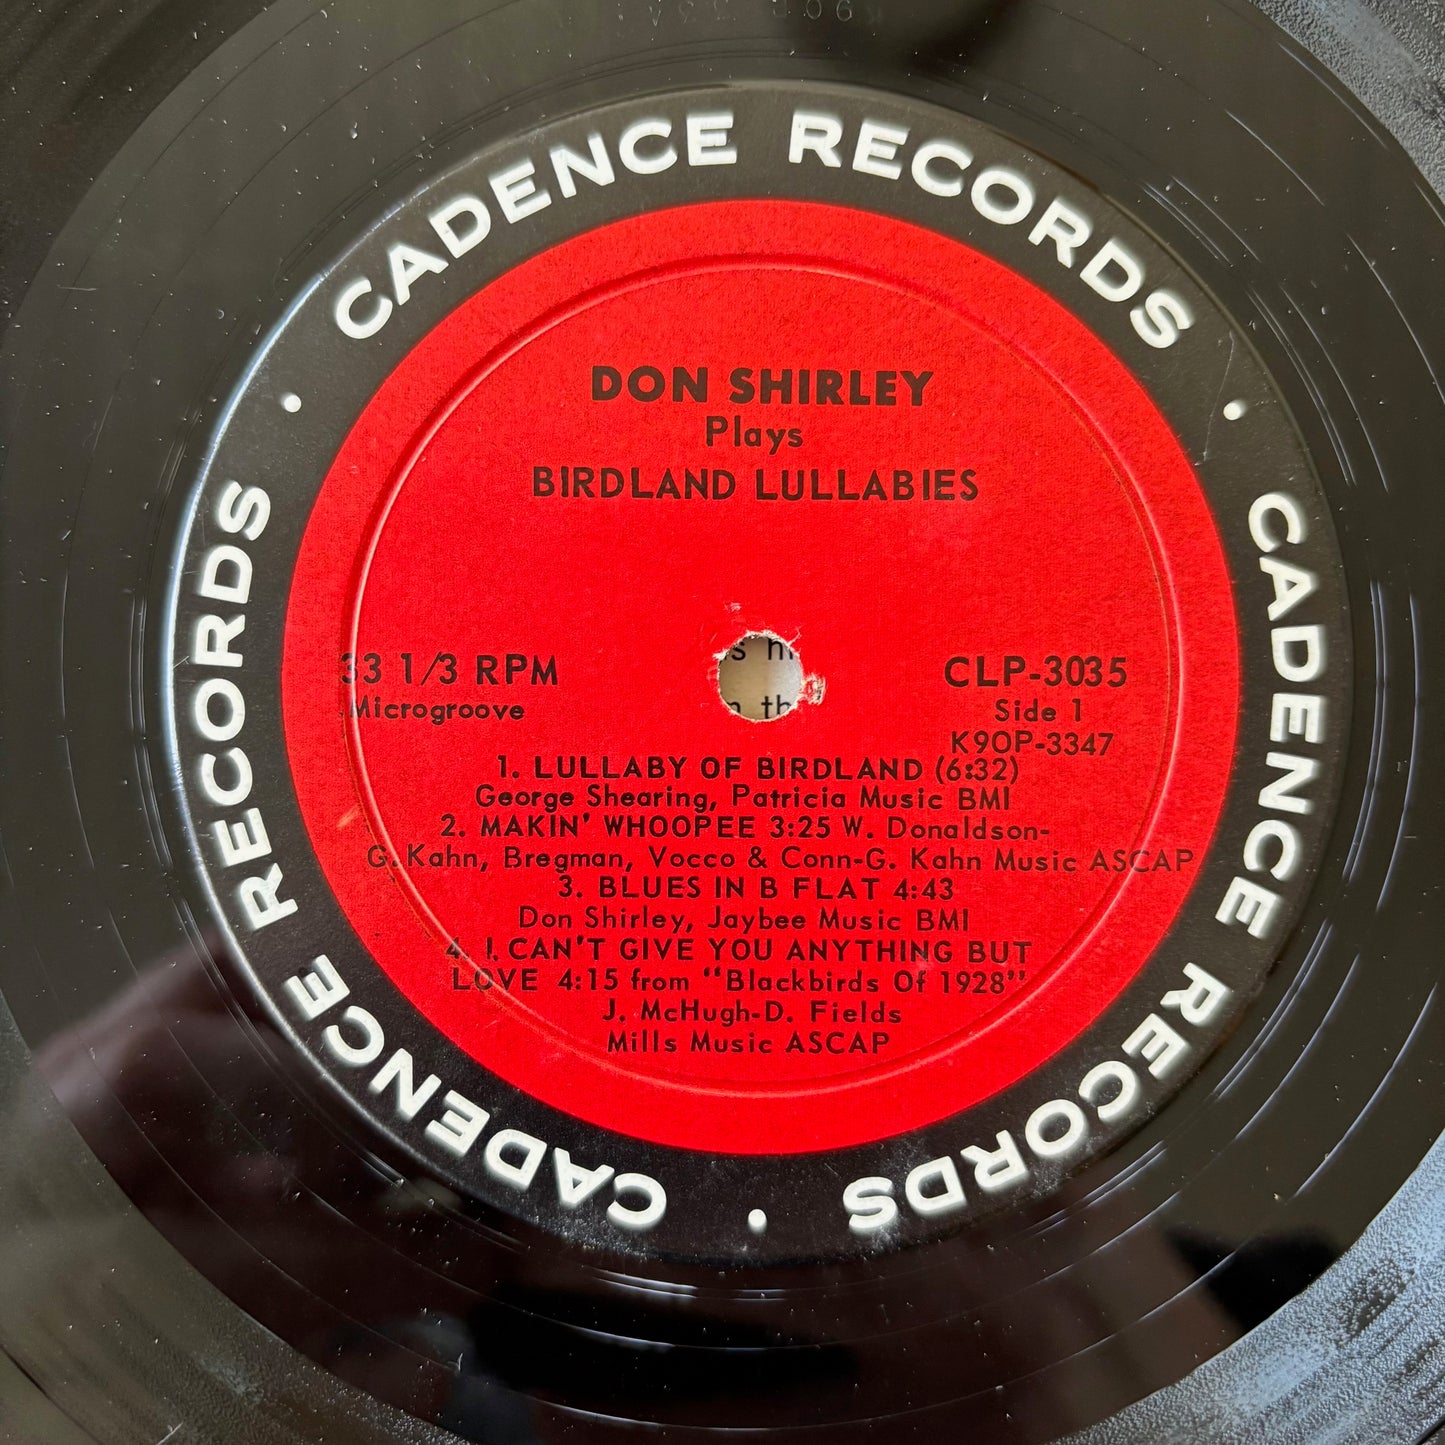 CADENCE RECORDS · CADENCE RECORDS · CADENCE RECORDS ·
DON SHIRLEY
Plays
BIRDLAND LULLABIES
33 1/3 RPM
Microgroove
CLP-3035
Side 1
K9OP-3347
1. LULLABY OF BIRDLAND (6:32)
George Shearing, Patricia Music BMI
2. MAKIN' WHOOPEE 3:25 W. Donaldson-
G. Kahn, Bregman, Vocco & Conn-G. Kahn Music ASCAP
3. BLUES IN B FLAT 4:43
Don Shirley, Jaybee Music BMI
4. I. CAN'T GIVE YOU ANYTHING BUT
LOVE 4:15 from "Blackbirds Of 1928"
J. McHugh-D. Fields
Mills Music ASCAP